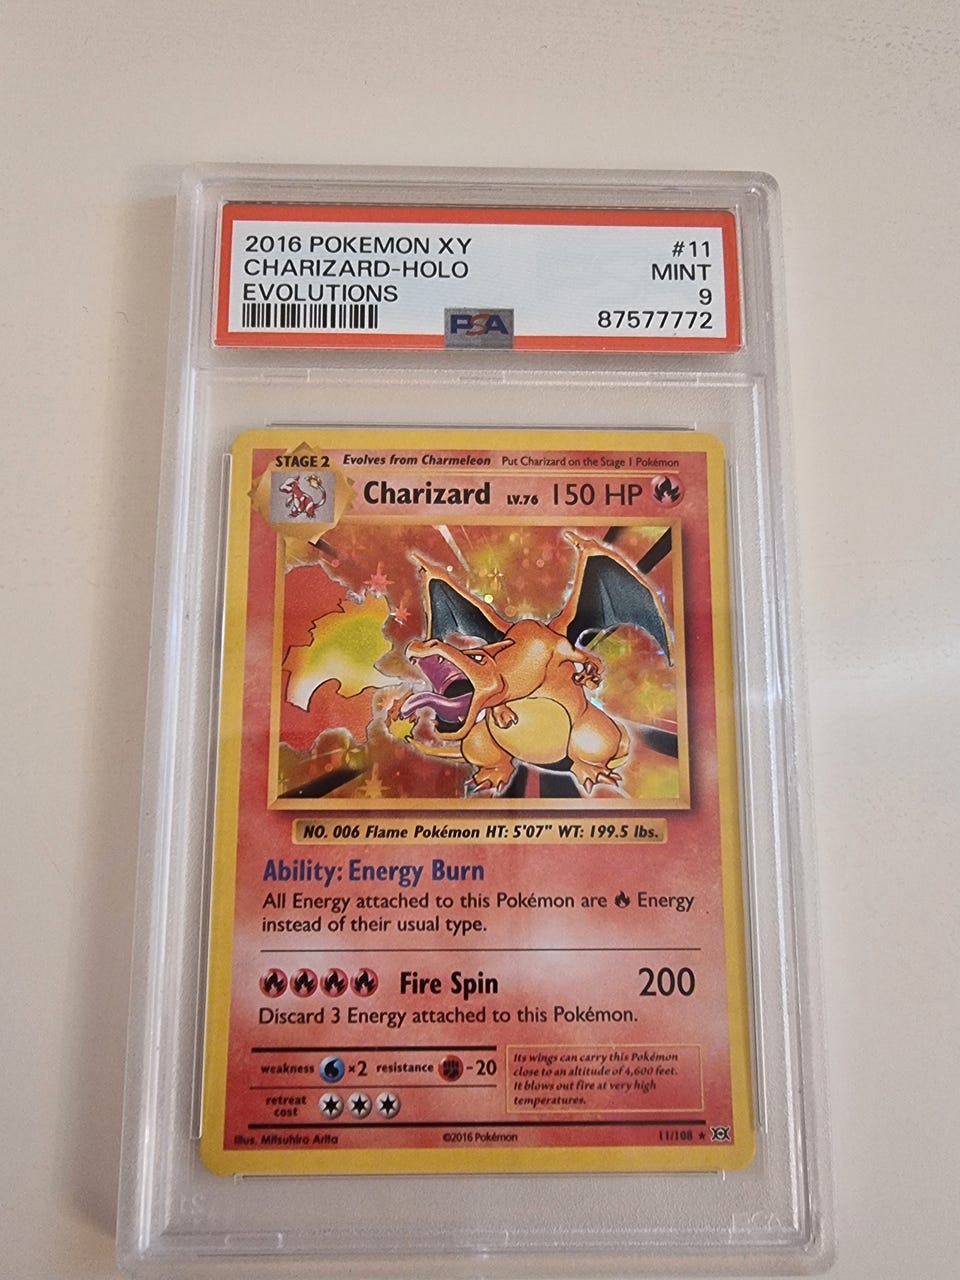 2016 POKEMON XY #11
CHARIZARD-HOLO MINT
EVOLUTIONS 9
87577772
PSA
STAGE 2 Evolves from Charmeleon Put Charizard on the Stage 1 Pokémon
Charizard LV.76 150 HP
NO. 006 Flame Pokémon HT: 5'07" WT: 199.5 lbs.
Ability: Energy Burn
All Energy attached to this Pokémon are Energy
instead of their usual type.
Fire Spin 200
Discard 3 Energy attached to this Pokémon.
weakness ×2 resistance -20
retreat
cost
Its wings can carry this Pokémon
close to an altitude of 4,600 feet.
It blows out fire at very high
temperatures.
Illus. Mitsuhiro Arita ©2016 Pokémon 11/108 ★